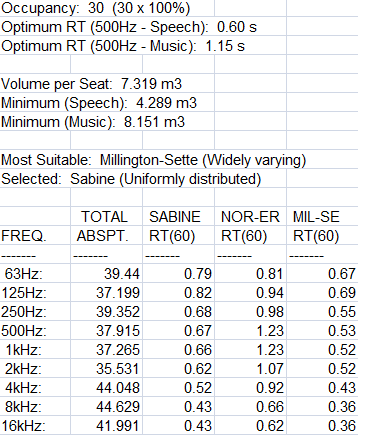 Occupancy: 30 (30 x 100%)
Optimum RT (500Hz - Speech): 0.60 s
Optimum RT (500Hz - Music): 1.15 s
Volume per Seat: 7.319 m3
Minimum (Speech): 4.289 m3
Minimum (Music): 8.151 m3
Most Suitable: Millington-Sette (Widely varying)
Selected: Sabine (Uniformly distributed)
TOTAL SABINE NOR-ER MIL-SE
FREQ. ABSPT. RT(60) RT(60) RT(60)
------- ------- ------- ------- -------
63Hz: 39.44 0.79 0.81 0.67
125Hz: 37.199 0.82 0.94 0.69
250Hz: 39.352 0.68 0.98 0.55
500Hz: 37.915 0.67 1.23 0.53
1kHz: 37.265 0.66 1.23 0.52
2kHz: 35.531 0.62 1.07 0.52
4kHz: 44.048 0.52 0.92 0.43
8kHz: 44.629 0.43 0.66 0.36
16kHz: 41.991 0.43 0.62 0.36